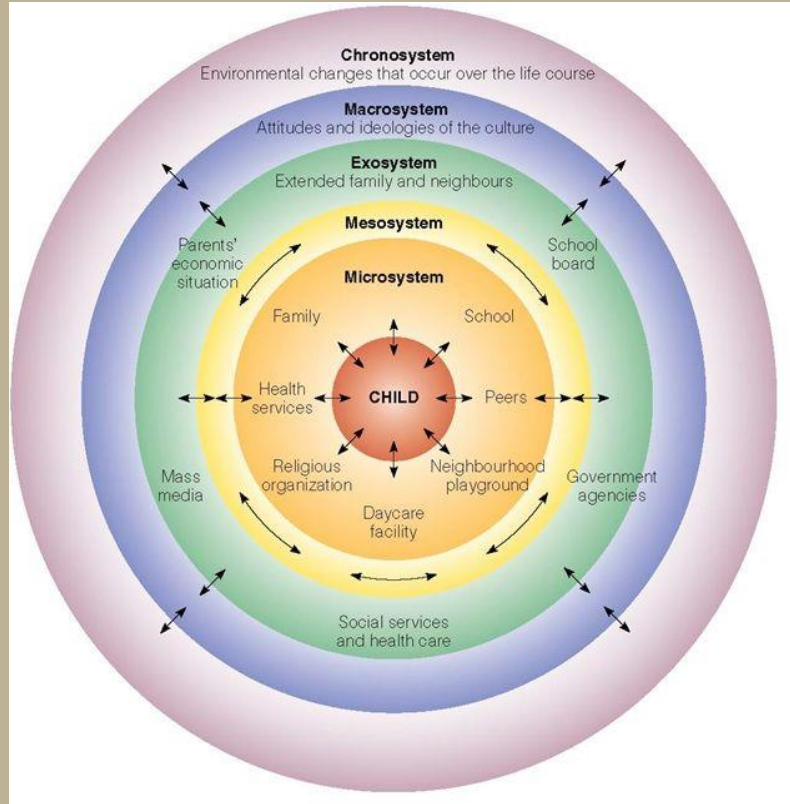 Chronosystem
Environmental changes that occur over the life course
Macrosystem
Attitudes and ideologies of the culture
Exosystem
Extended family and neighbours
Mesosystem
Parents'
economic
situation
School
board
Microsystem
Family
School
Health
services
CHILD
Peers
Religious
organization
Neighbourhood
playground
Mass
media
Government
agencies
Daycare
facility
Social services
and health care